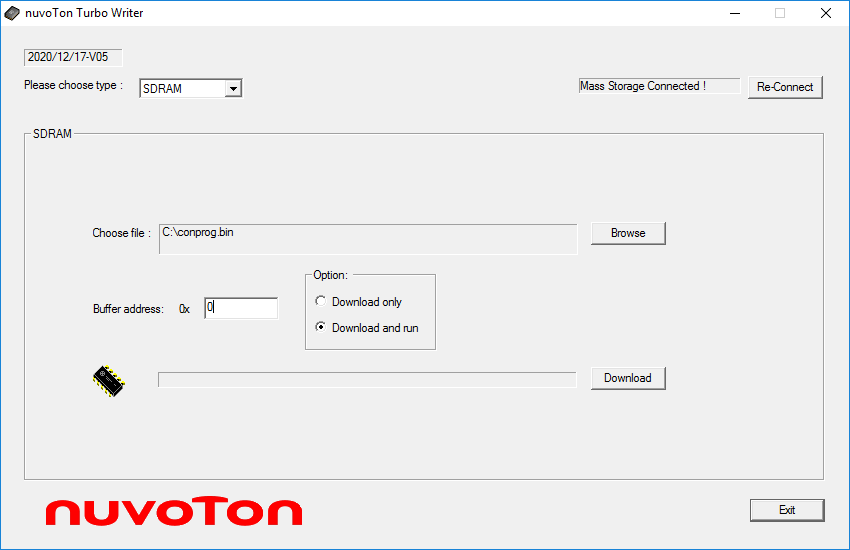 nuvoTon Turbo Writer
2020/12/17-V05
Please choose type :
SDRAM
Mass Storage Connected !
Re-Connect
SDRAM
Choose file :
C:\conprog.bin
Browse
Option:
Download only
Buffer address:
0x
0
Download and run
Download
nuvoTon
Exit